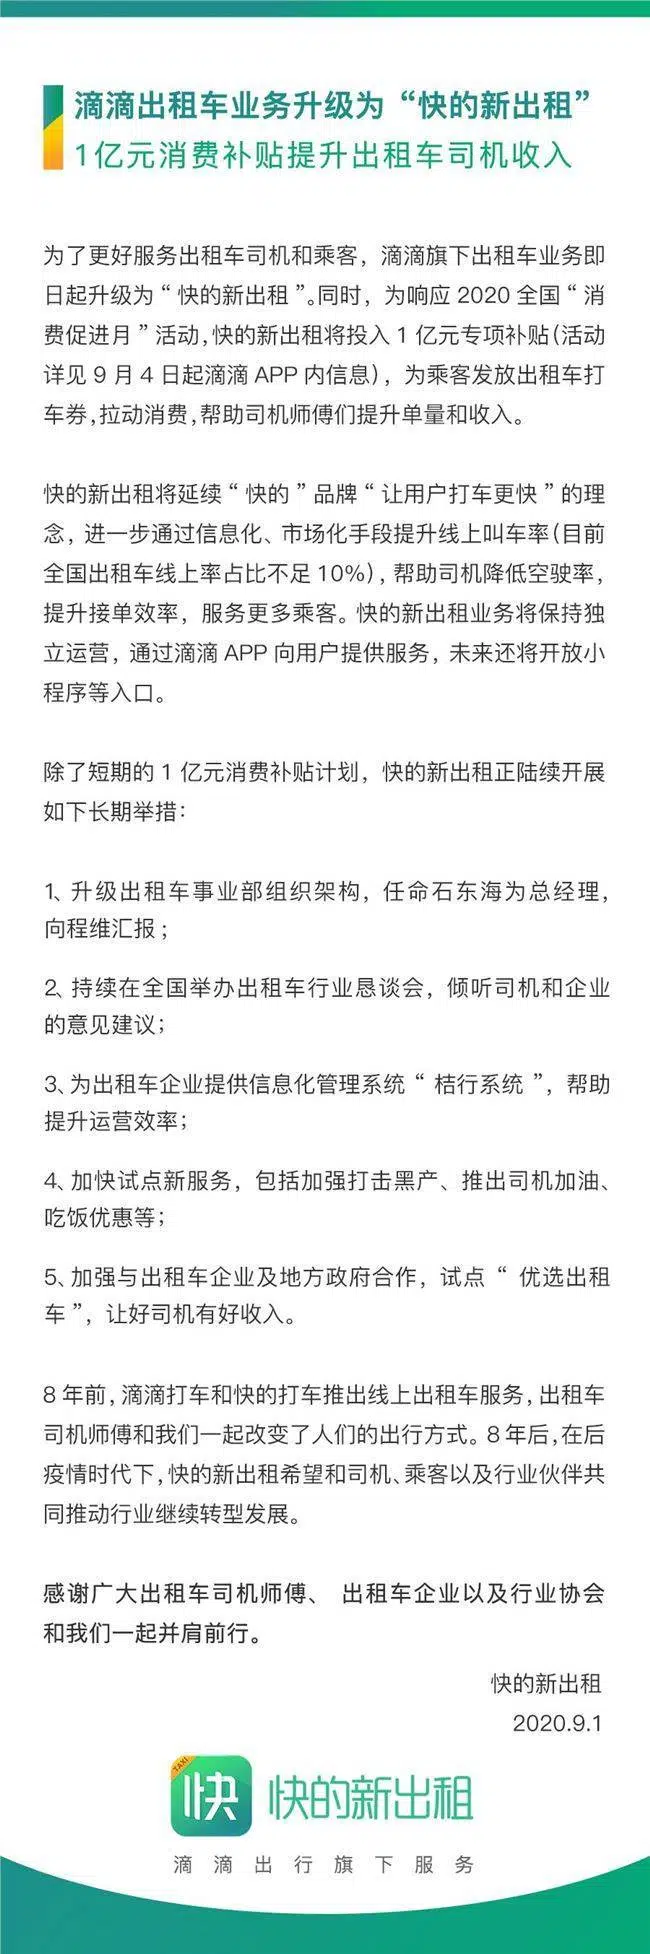 滴滴出租车业务升级为“快的新出租”
1亿元消费补贴提升出租车司机收入
为了更好服务出租车司机和乘客，滴滴旗下出租车业务即
日起升级为“快的新出租”。同时，为响应2020全国“消
费促进月”活动，快的新出租将投入1亿元专项补贴（活动
详见9月4日起滴滴APP内信息），为乘客发放出租车打
车券，拉动消费，帮助司机师傅们提升单量和收入。
快的新出租将延续“快的”品牌“让用户打车更快”的理
念，进一步通过信息化、市场化手段提升线上叫车率（目前
全国出租车线上率占比不足10%），帮助司机降低空驶率，
提升接单效率，服务更多乘客。快的新出租业务将保持独
立运营，通过滴滴APP向用户提供服务，未来还将开放小
程序等入口。
除了短期的1亿元消费补贴计划，快的新出租正陆续开展
如下长期举措：
1、升级出租车事业部组织架构，任命石东海为总经理，
向程维汇报；
2、持续在全国举办出租车行业恳谈会，倾听司机和企业
的意见建议；
3、为出租车企业提供信息化管理系统“桔行系统”，帮助
提升运营效率；
4、加快试点新服务，包括加强打击黑产、推出司机加油、
吃饭优惠等；
5、加强与出租车企业及地方政府合作，试点“优选出租
车”，让好司机有好收入。
8年前，滴滴打车和快的打车推出线上出租车服务，出租车
司机师傅和我们一起改变了人们的出行方式。8年后，在后
疫情时代下，快的新出租希望和司机、乘客以及行业伙伴共
同推动行业继续转型发展。
感谢广大出租车司机师傅、出租车企业以及行业协会
和我们一起并肩前行。
快的新出租
2020.9.1
TAXI
快 快的新出租
滴滴出行旗下服务